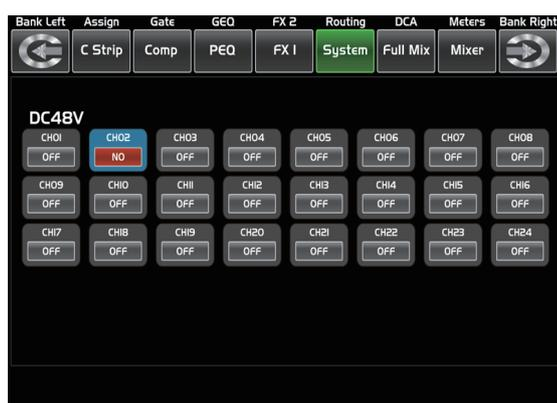 Bank Left Assign Gate GEQ FX 2 Routing DCA Meters Bank Right
C Strip Comp PEQ FX 1 System Full Mix Mixer
DC48V
CH01 CH02 CH03 CH04 CH05 CH06 CH07 CH08
OFF NO OFF OFF OFF OFF OFF OFF
CH09 CH10 CH11 CH12 CH13 CH14 CH15 CH16
OFF OFF OFF OFF OFF OFF OFF OFF
CH17 CH18 CH19 CH20 CH21 CH22 CH23 CH24
OFF OFF OFF OFF OFF OFF OFF OFF